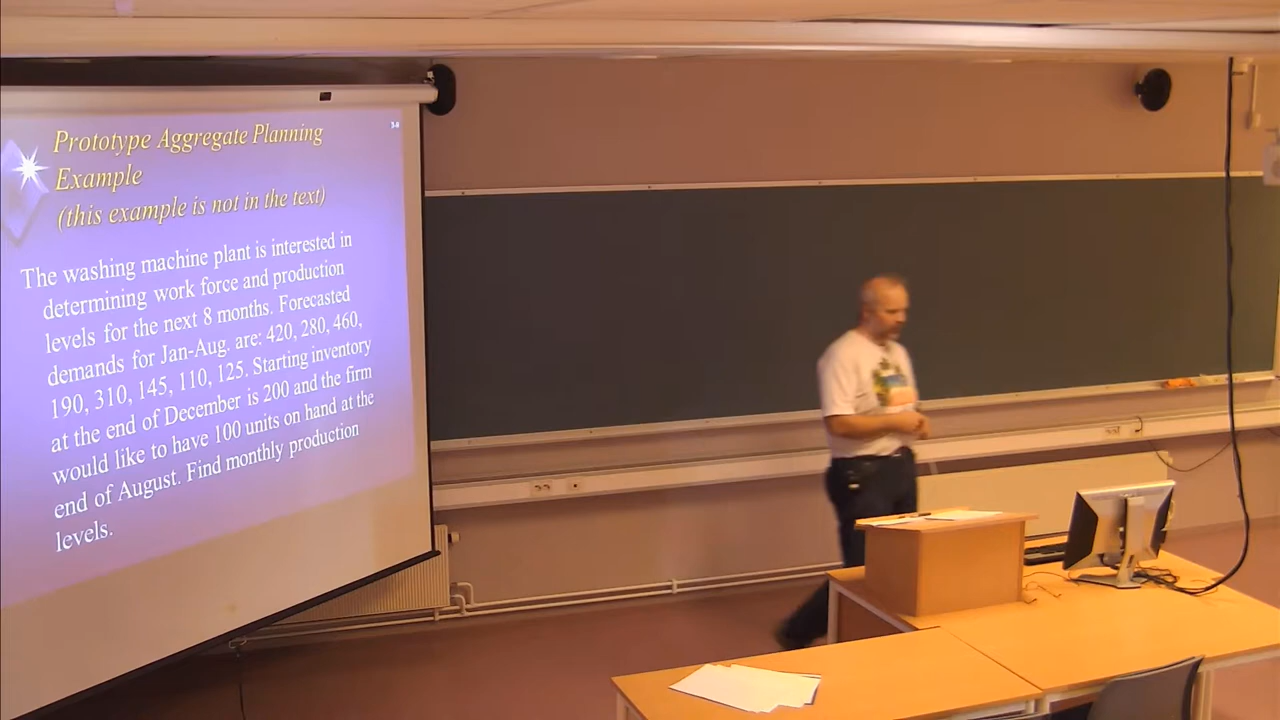 Prototype Aggregate Planning
Example
(this example is not in the text)
The washing machine plant is interested in
determining work force and production
levels for the next 8 months. Forecasted
demands for Jan-Aug. are: 420, 280, 460,
190, 310, 145, 110, 125. Starting inventory
at the end of December is 200 and the firm
would like to have 100 units on hand at the
end of August. Find monthly production
levels.